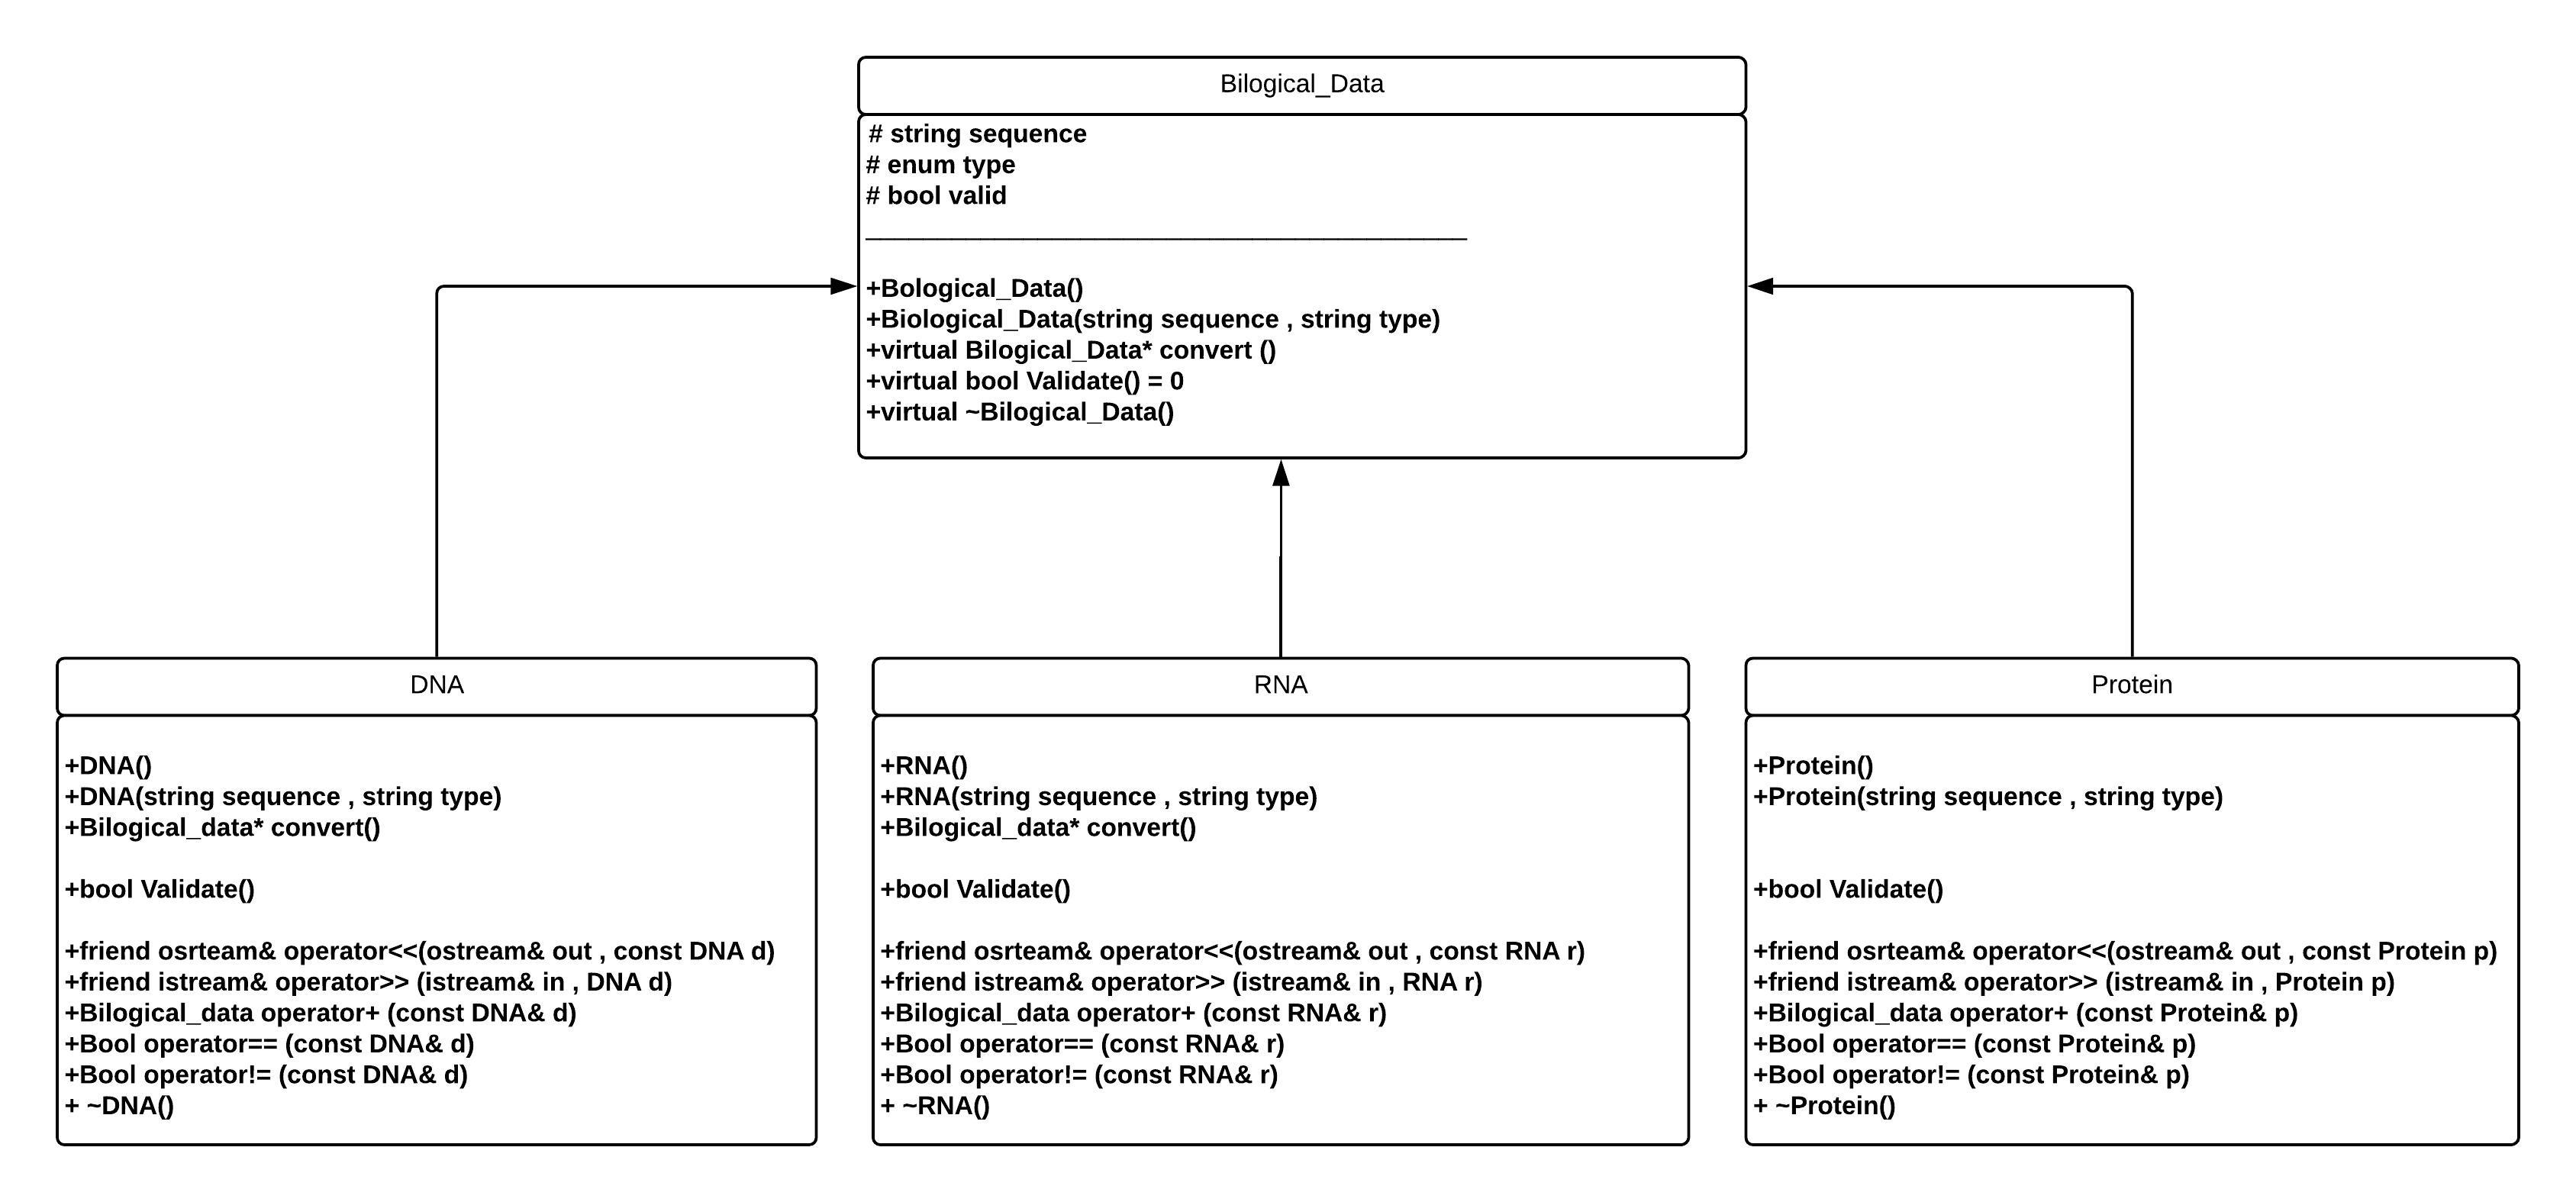 Bilogical_Data
# string sequence
# enum type
# bool valid
+Bological_Data()
+Biological_Data(string sequence , string type)
+virtual Bilogical_Data* convert ()
+virtual bool Validate() = 0
+virtual ~Bilogical_Data()
DNA
+DNA()
+DNA(string sequence , string type)
+Bilogical_data* convert()
+bool Validate()
+friend osrteam& operator<<(ostream& out , const DNA d)
+friend istream& operator>> (istream& in , DNA d)
+Bilogical_data operator+ (const DNA& d)
+Bool operator== (const DNA& d)
+Bool operator!= (const DNA& d)
+ ~DNA()
RNA
+RNA()
+RNA(string sequence , string type)
+Bilogical_data* convert()
+bool Validate()
+friend osrteam& operator<<(ostream& out , const RNA r)
+friend istream& operator>> (istream& in , RNA r)
+Bilogical_data operator+ (const RNA& r)
+Bool operator== (const RNA& r)
+Bool operator!= (const RNA& r)
+ ~RNA()
Protein
+Protein()
+Protein(string sequence , string type)
+bool Validate()
+friend osrteam& operator<<(ostream& out , const Protein p)
+friend istream& operator>> (istream& in , Protein p)
+Bilogical_data operator+ (const Protein& p)
+Bool operator== (const Protein& p)
+Bool operator!= (const Protein& p)
+ ~Protein()